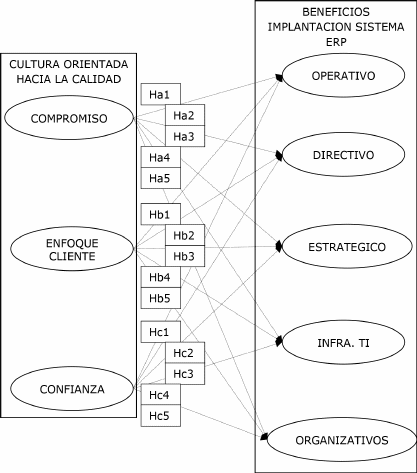 CULTURA ORIENTADA
HACIA LA CALIDAD
COMPROMISO
ENFOQUE
CLIENTE
CONFIANZA
Ha1
Ha2
Ha3
Ha4
Ha5
Hb1
Hb2
Hb3
Hb4
Hb5
Hc1
Hc2
Hc3
Hc4
Hc5
BENEFICIOS
IMPLANTACION SISTEMA
ERP
OPERATIVO
DIRECTIVO
ESTRATEGICO
INFRA. TI
ORGANIZATIVOS